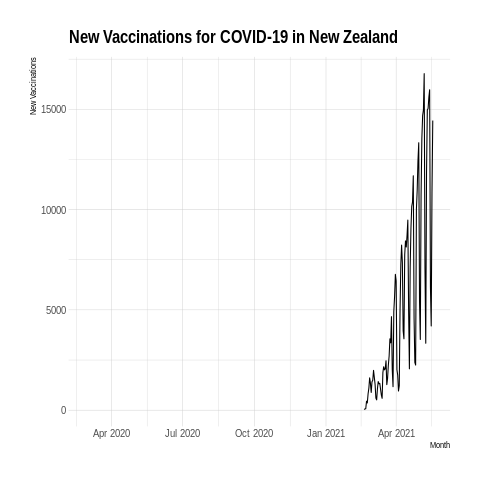 New Vaccinations for COVID-19 in New Zealand
New Vaccinations
15000
10000
5000
0
Apr 2020 Jul 2020 Oct 2020 Jan 2021 Apr 2021
Month